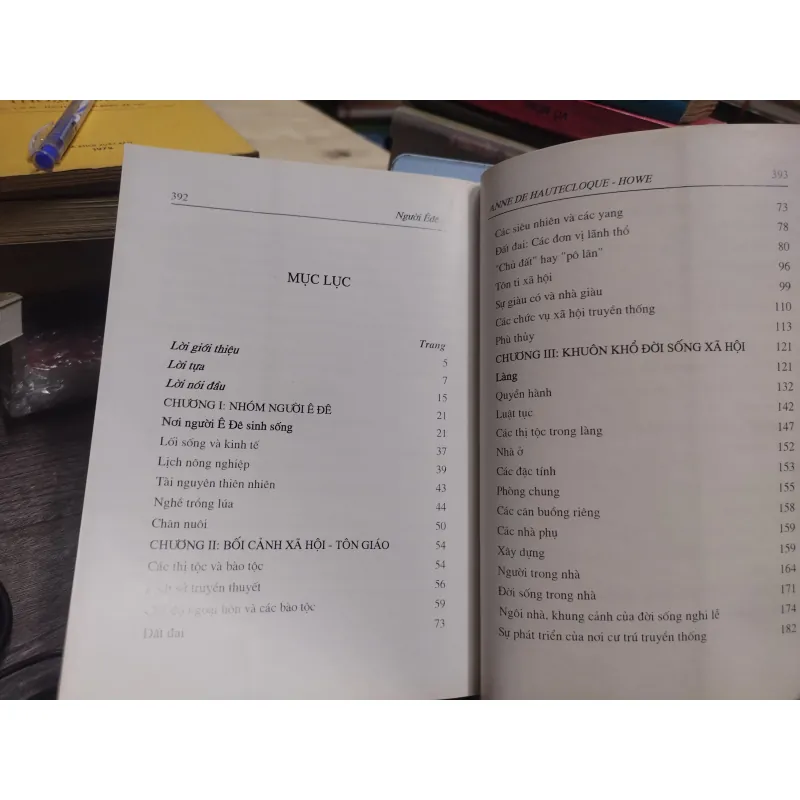 1974
392
Người Êđê
MỤC LỤC
Trang
Lời giới thiệu 5
Lời tựa 7
Lời nói đầu 15
CHƯƠNG I: NHÓM NGƯỜI Ê ĐÊ 21
Nơi người Ê Đê sinh sống 21
Lối sống và kinh tế 37
Lịch nông nghiệp 39
Tài nguyên thiên nhiên 43
Nghề trồng lúa 44
Chăn nuôi 50
CHƯƠNG II: BỐI CẢNH XÃ HỘI - TÔN GIÁO 54
Các thị tộc và bào tộc 54
sử truyền thuyết 56
ngoại hôn và các bào tộc 59
Đất đai 73
393
ANNE DE HAUTECLOQUE - HOWE
Các siêu nhiên và các yang 73
Đất đai: Các đơn vị lãnh thổ 78
"Chủ đất" hay "pô lăn" 80
Tôn ti xã hội 96
Sự giàu có và nhà giàu 99
Các chức vụ xã hội truyền thống 110
Phù thủy 113
CHƯƠNG III: KHUÔN KHỔ ĐỜI SỐNG XÃ HỘI 121
Làng 121
Quyền hành 132
Luật tục 142
Các thị tộc trong làng 147
Nhà ở 152
Các đặc tính 153
Phòng chung 155
Các căn buồng riêng 158
Các nhà phụ 159
Xây dựng 159
Người trong nhà 164
Đời sống trong nhà 171
Ngôi nhà, khung cảnh của đời sống nghi lễ 174
Sự phát triển của nơi cư trú truyền thống 182